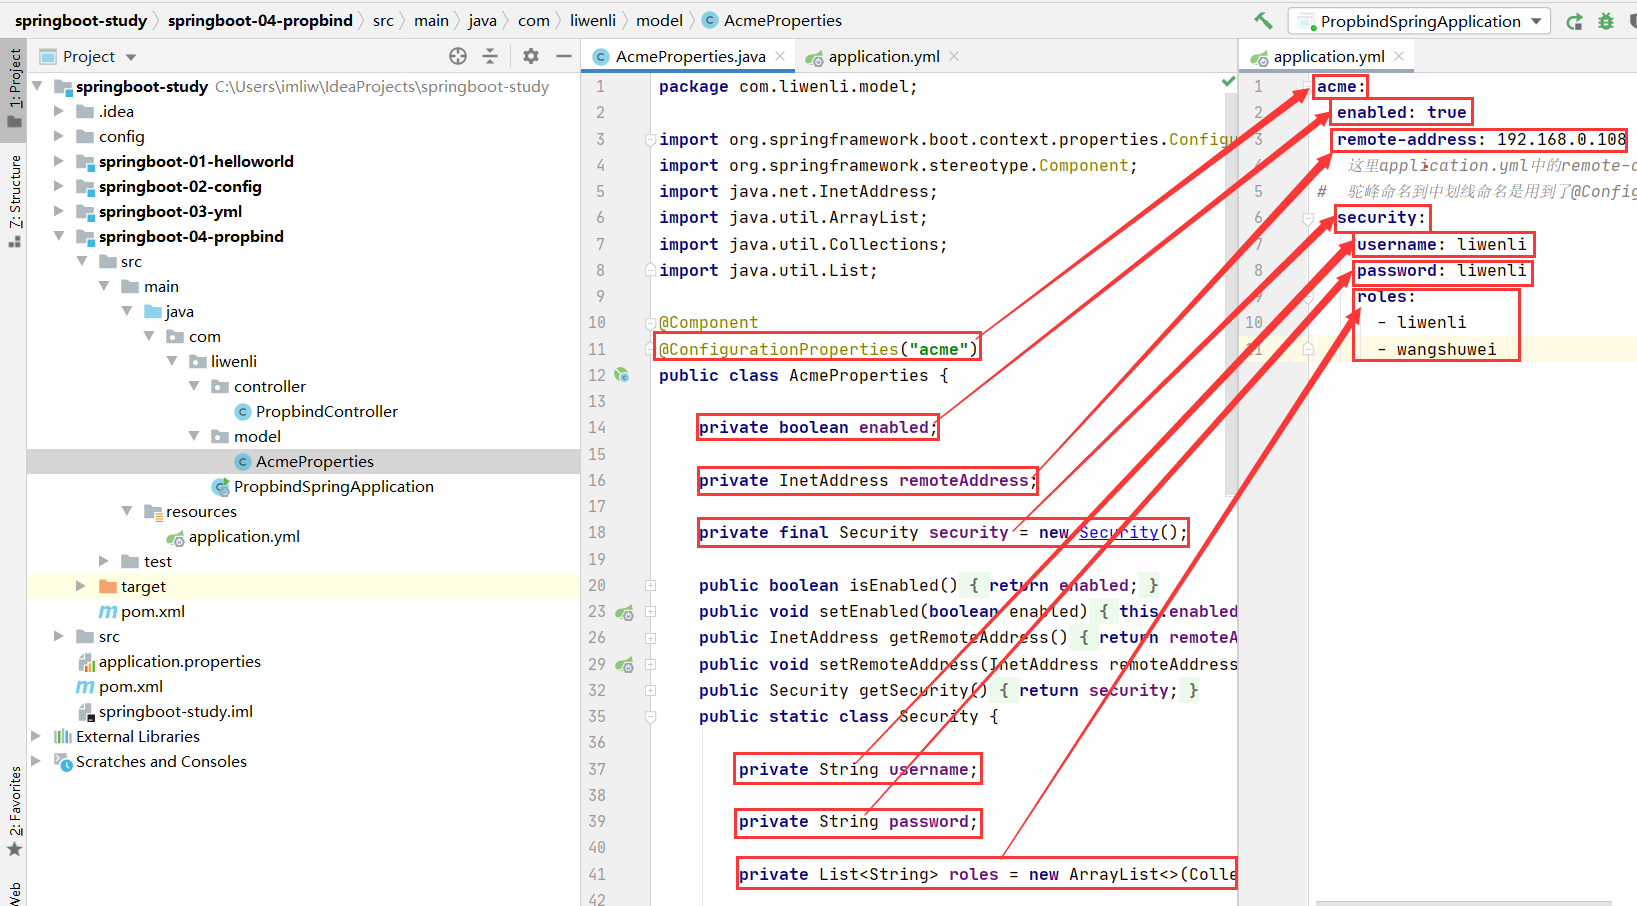 springboot-study springboot-04-propbind src main java com liwenli model AcmeProperties PropbindSpringApplication
1: Project
7: Structure
2: Favorites
Web
Project
springboot-study C:\Users\imliw\IdeaProjects\springboot-study
.idea
config
springboot-01-helloworld
springboot-02-config
springboot-03-yml
springboot-04-propbind
src
main
java
com
liwenli
controller
PropbindController
model
AcmeProperties
PropbindSpringApplication
resources
application.yml
test
target
pom.xml
src
application.properties
pom.xml
springboot-study.iml
External Libraries
Scratches and Consoles
AcmeProperties.java application.yml
1 package com.liwenli.model;
2
3 import org.springframework.boot.context.properties.Configu
4 import org.springframework.stereotype.Component;
5 import java.net.InetAddress;
6 import java.util.ArrayList;
7 import java.util.Collections;
8 import java.util.List;
9
10 @Component
11 @ConfigurationProperties("acme")
12 public class AcmeProperties {
13
14 private boolean enabled;
15
16 private InetAddress remoteAddress;
17
18 private final Security security = new Security();
19
20 public boolean isEnabled() { return enabled; }
23 public void setEnabled(boolean enabled) { this.enabled
26 public InetAddress getRemoteAddress() { return remoteA
29 public void setRemoteAddress(InetAddress remoteAddress
32 public Security getSecurity() { return security; }
35 public static class Security {
36
37 private String username;
38
39 private String password;
40
41 private List<String> roles = new ArrayList<>(Colle
42
application.yml
1 acme:
2 enabled: true
3 remote-address: 192.168.0.108
4 这里application.yml中的remote-a
5 # 驼峰命名到中划线命名是用到了@Config
6 security:
7 username: liwenli
8 password: liwenli
9 roles:
10 - liwenli
11 - wangshuwei